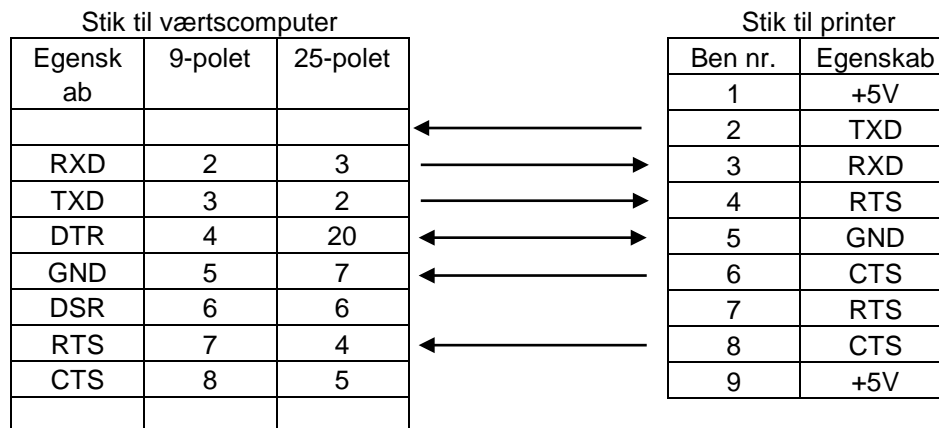 Stik til værtscomputer
Egensk
ab 9-polet 25-polet
RXD 2 3
TXD 3 2
DTR 4 20
GND 5 7
DSR 6 6
RTS 7 4
CTS 8 5
Stik til printer
Ben nr. Egenskab
1 +5V
2 TXD
3 RXD
4 RTS
5 GND
6 CTS
7 RTS
8 CTS
9 +5V